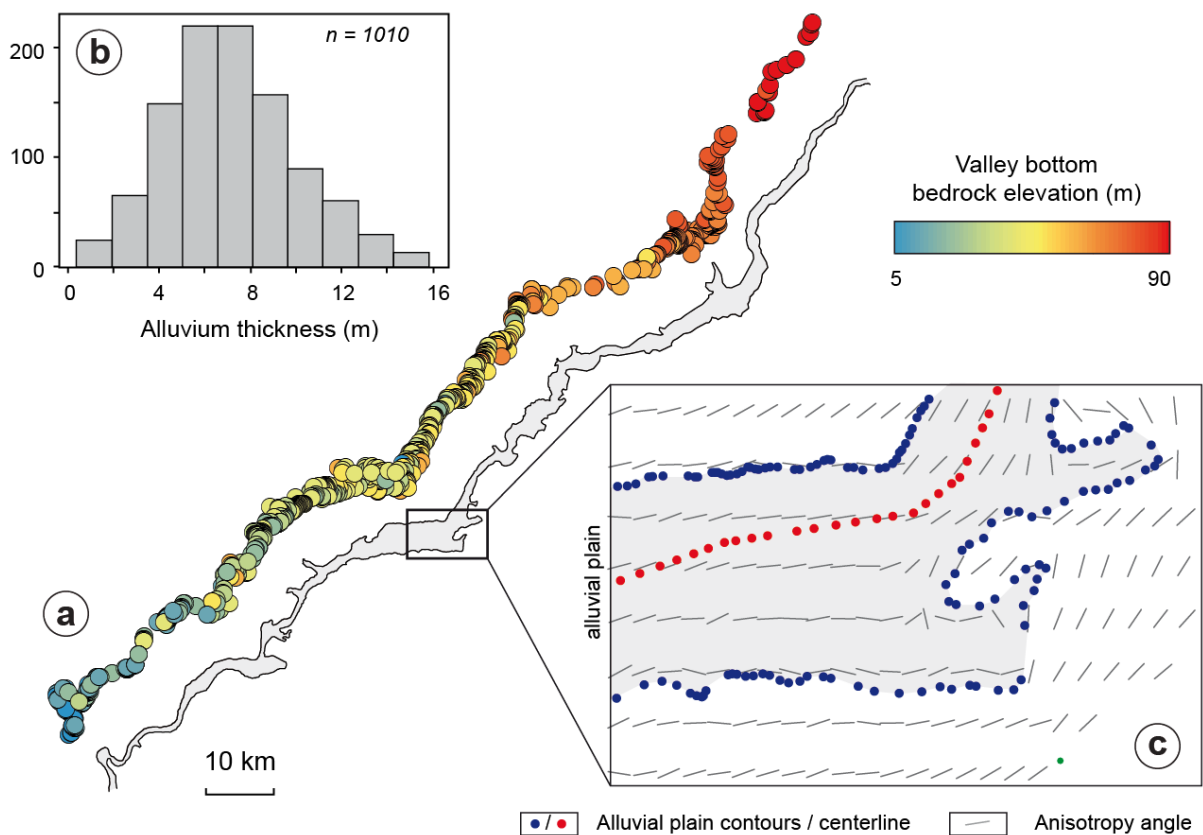 b
n = 1010
200
100
0
0
4
8
12
16
Alluvium thickness (m)
Valley bottom
bedrock elevation (m)
5
90
a
10 km
alluvial plain
c
/
Alluvial plain contours / centerline
Anisotropy angle